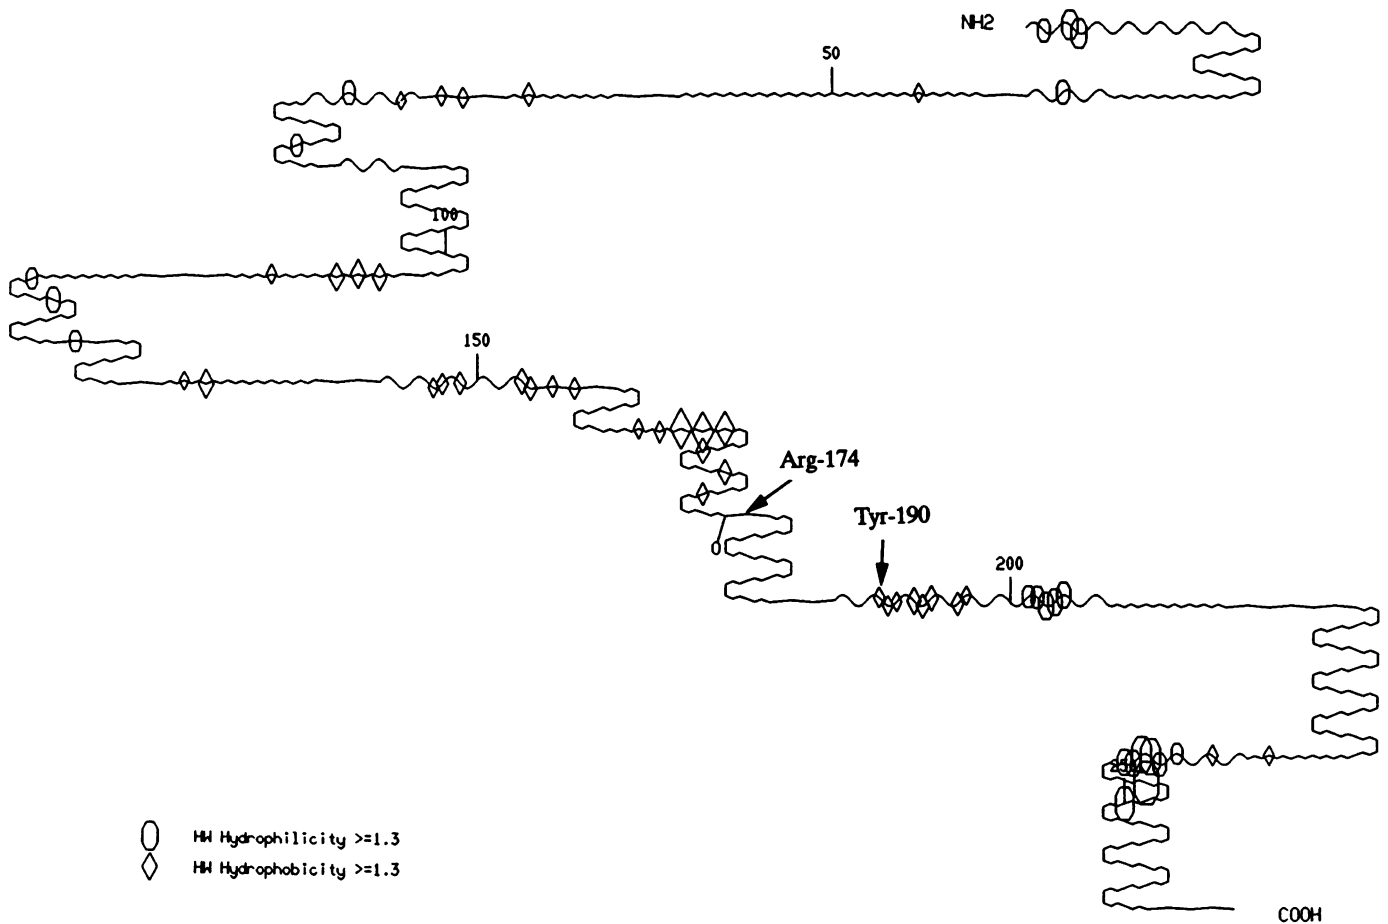 NH2
50
100
150
Arg-174
Tyr-190
200
HW Hydrophilicity >=1.3
HW Hydrophobicity >=1.3
COOH